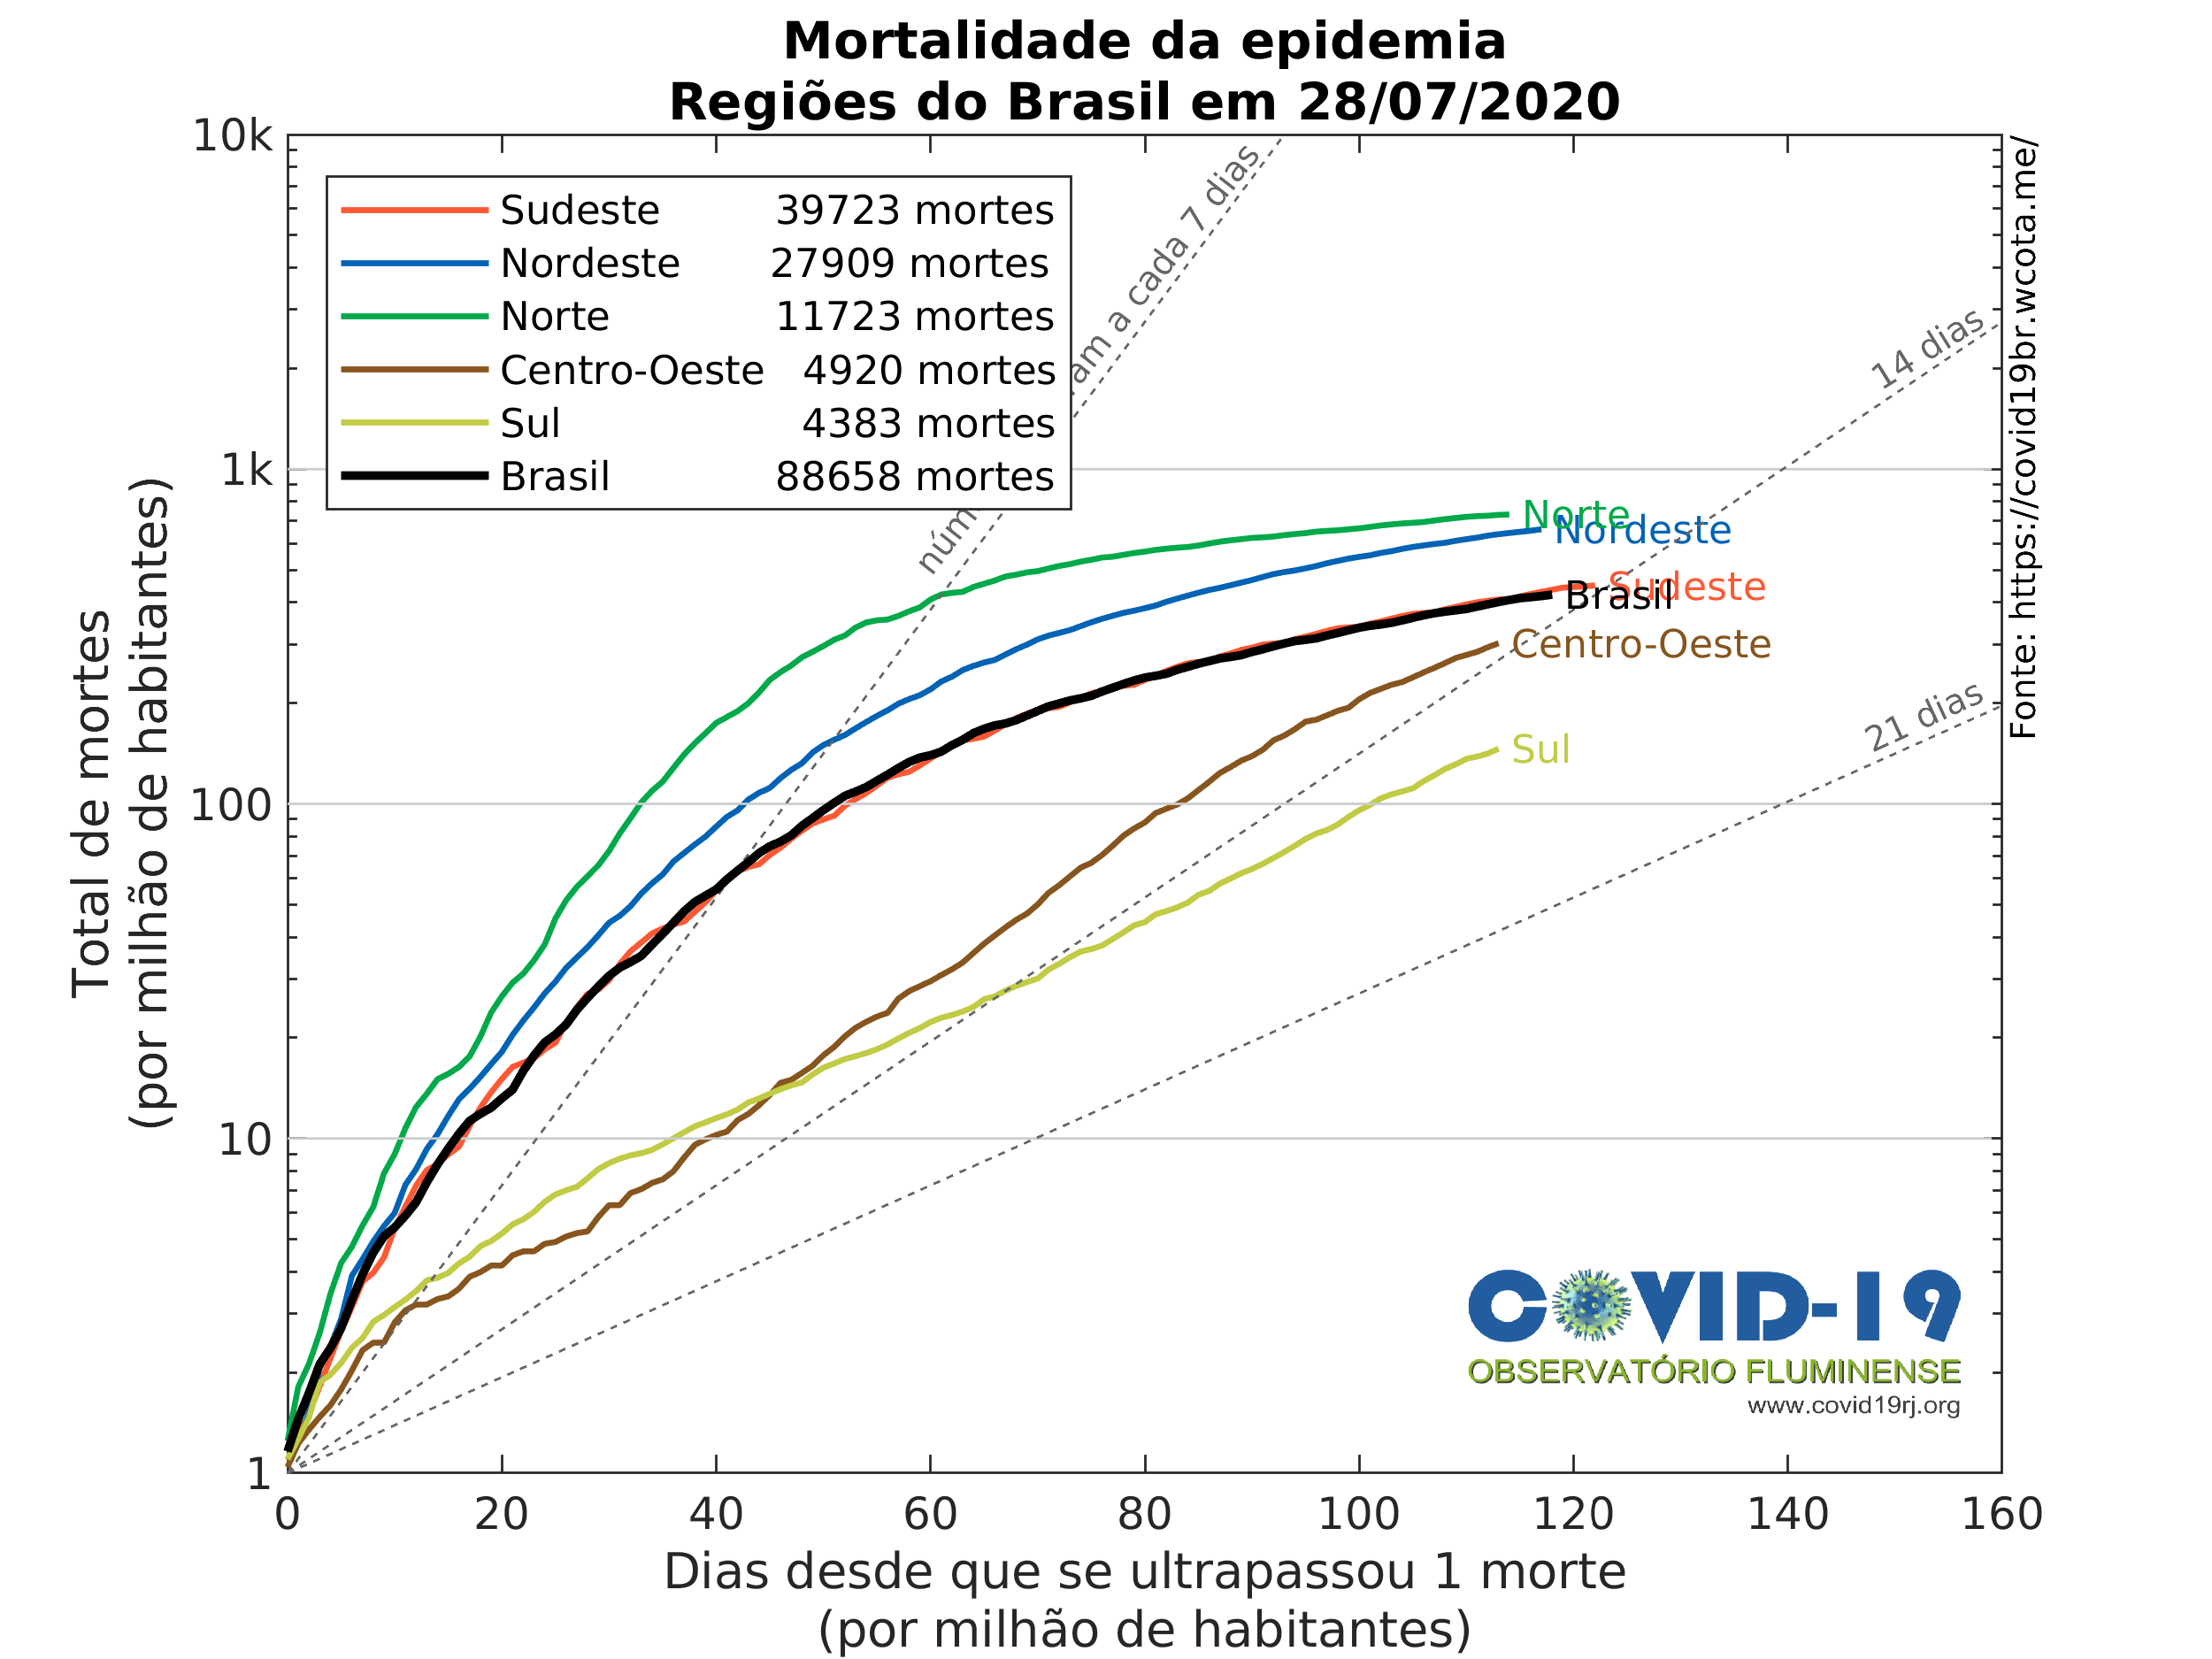 Mortalidade da epidemia
Regiões do Brasil em 28/07/2020
10k
1k
100
10
1
Total de mortes
(por milhão de habitantes)
Sudeste 39723 mortes
Nordeste 27909 mortes
Norte 11723 mortes
Centro-Oeste 4920 mortes
Sul 4383 mortes
Brasil 88658 mortes
a cada 7 dias
14 dias
21 dias
Norte
Nordeste
Sudeste
Brasil
Centro-Oeste
Sul
Fonte: https://covid19br.wcota.me/
COVID-19
OBSERVATÓRIO FLUMINENSE
www.covid19rj.org
0 20 40 60 80 100 120 140 160
Dias desde que se ultrapassou 1 morte
(por milhão de habitantes)